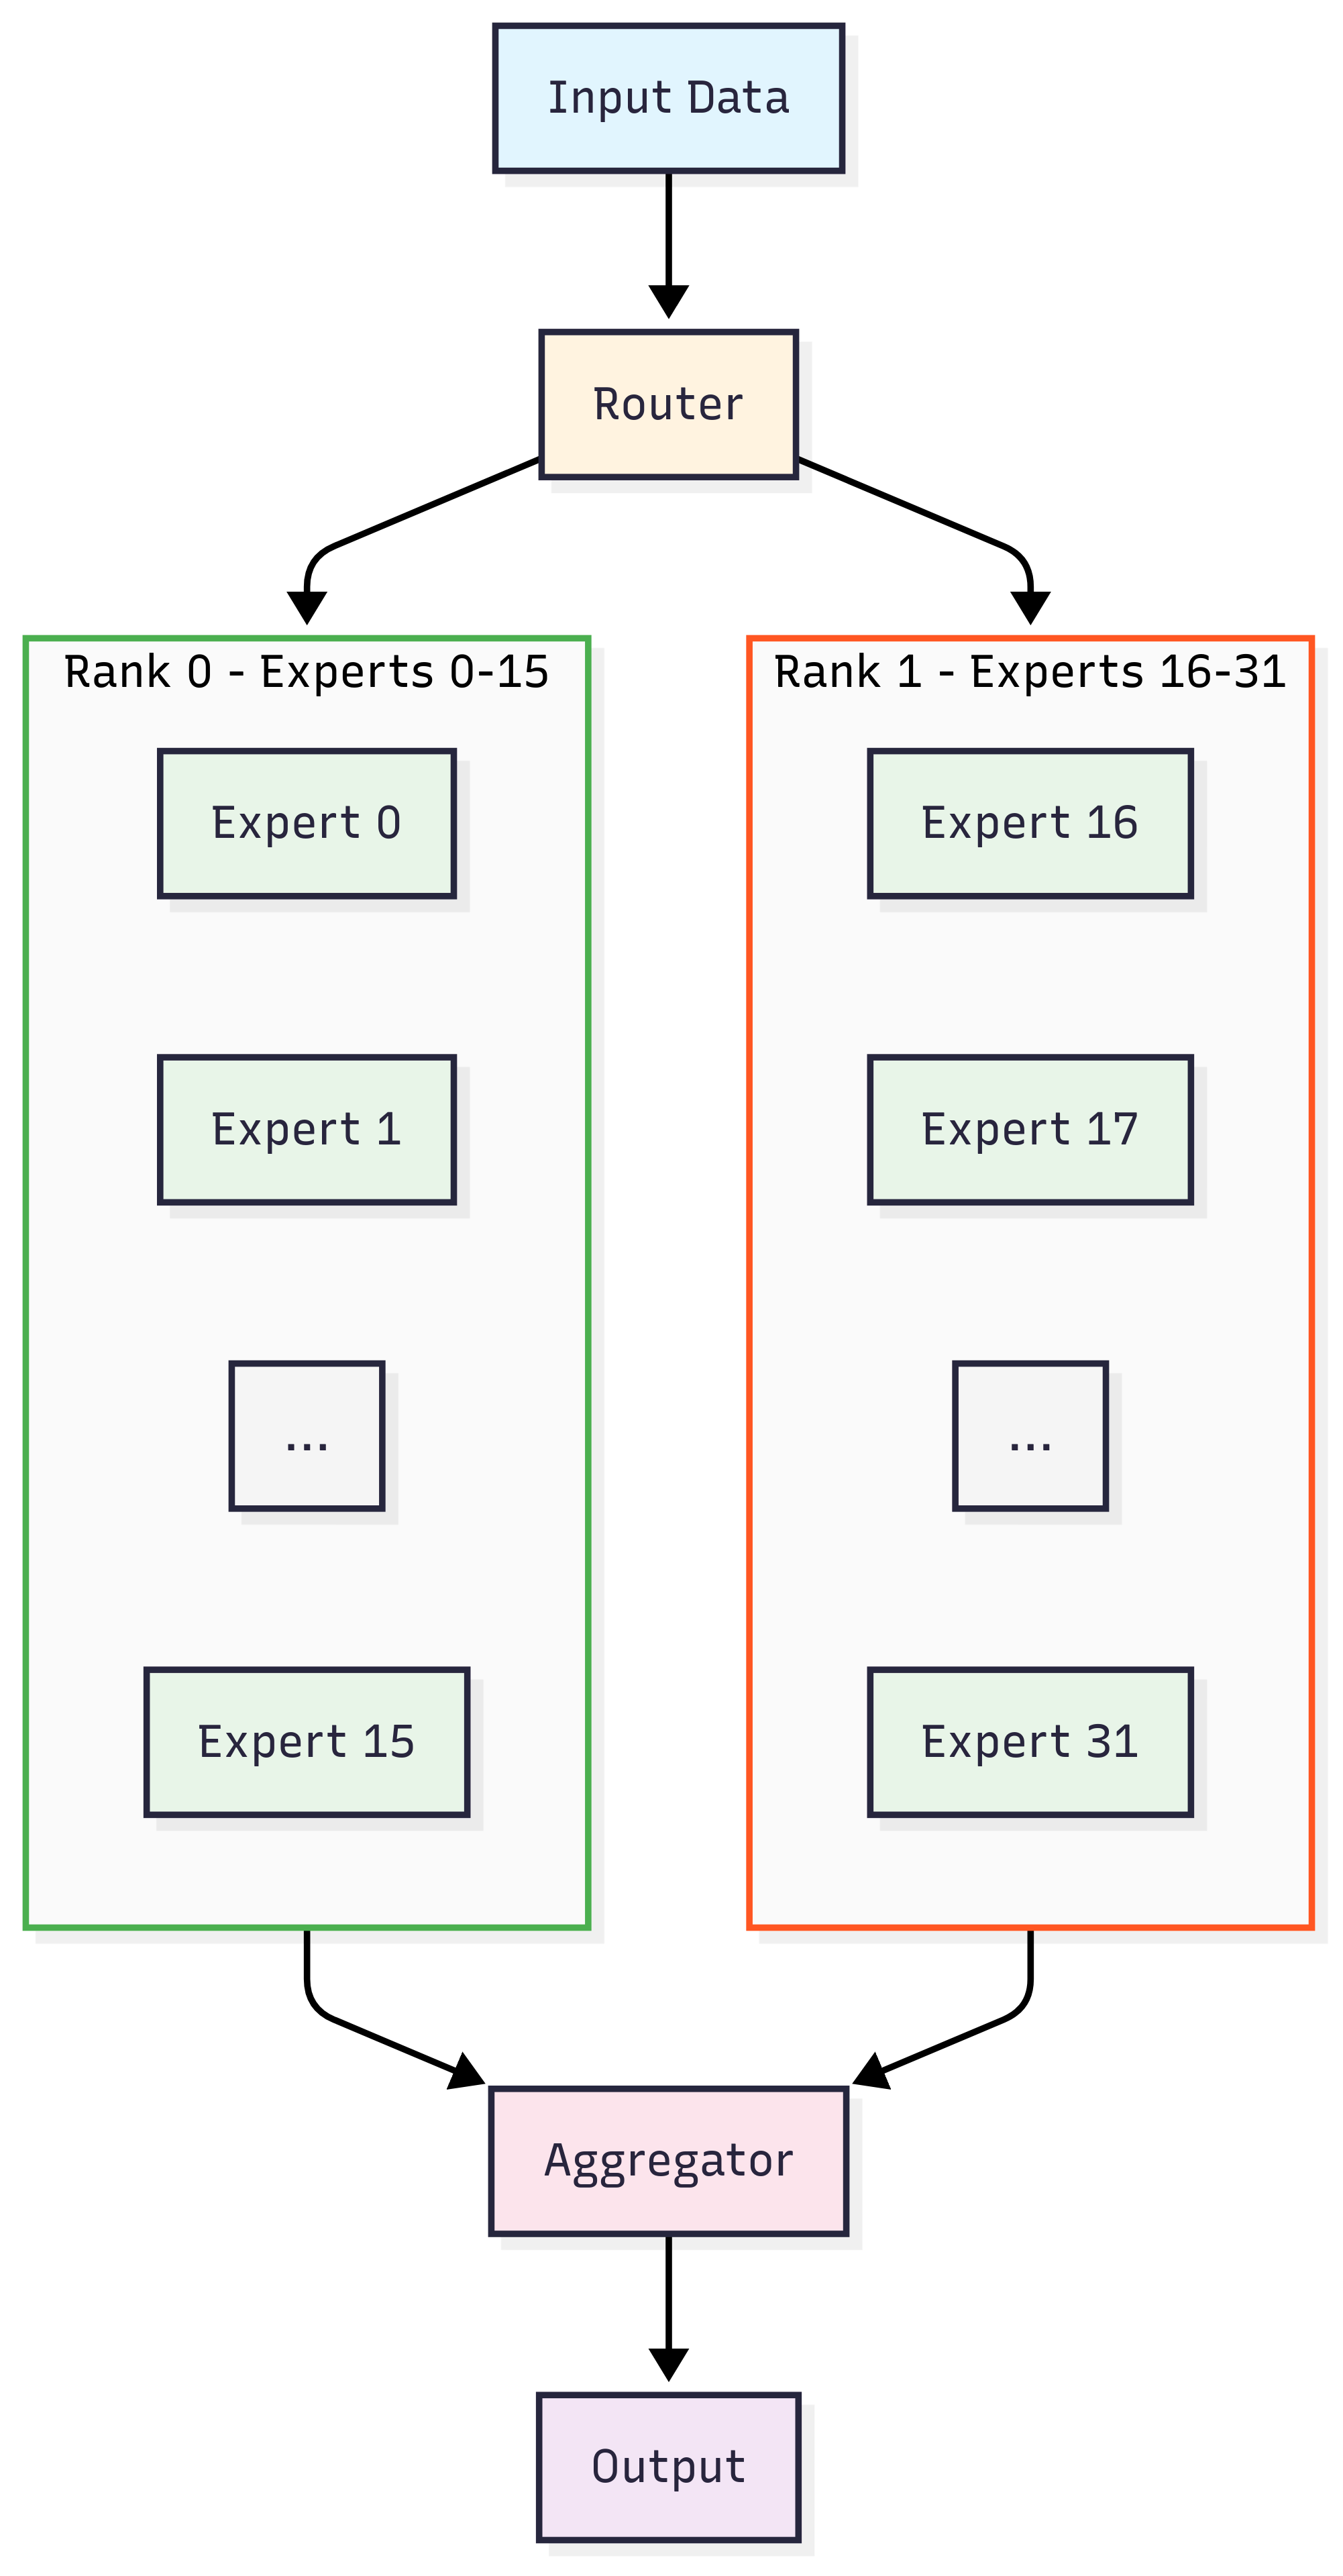 Input Data
Router
Rank 0 - Experts 0-15
Expert 0
Expert 1
...
Expert 15
Rank 1 - Experts 16-31
Expert 16
Expert 17
...
Expert 31
Aggregator
Output